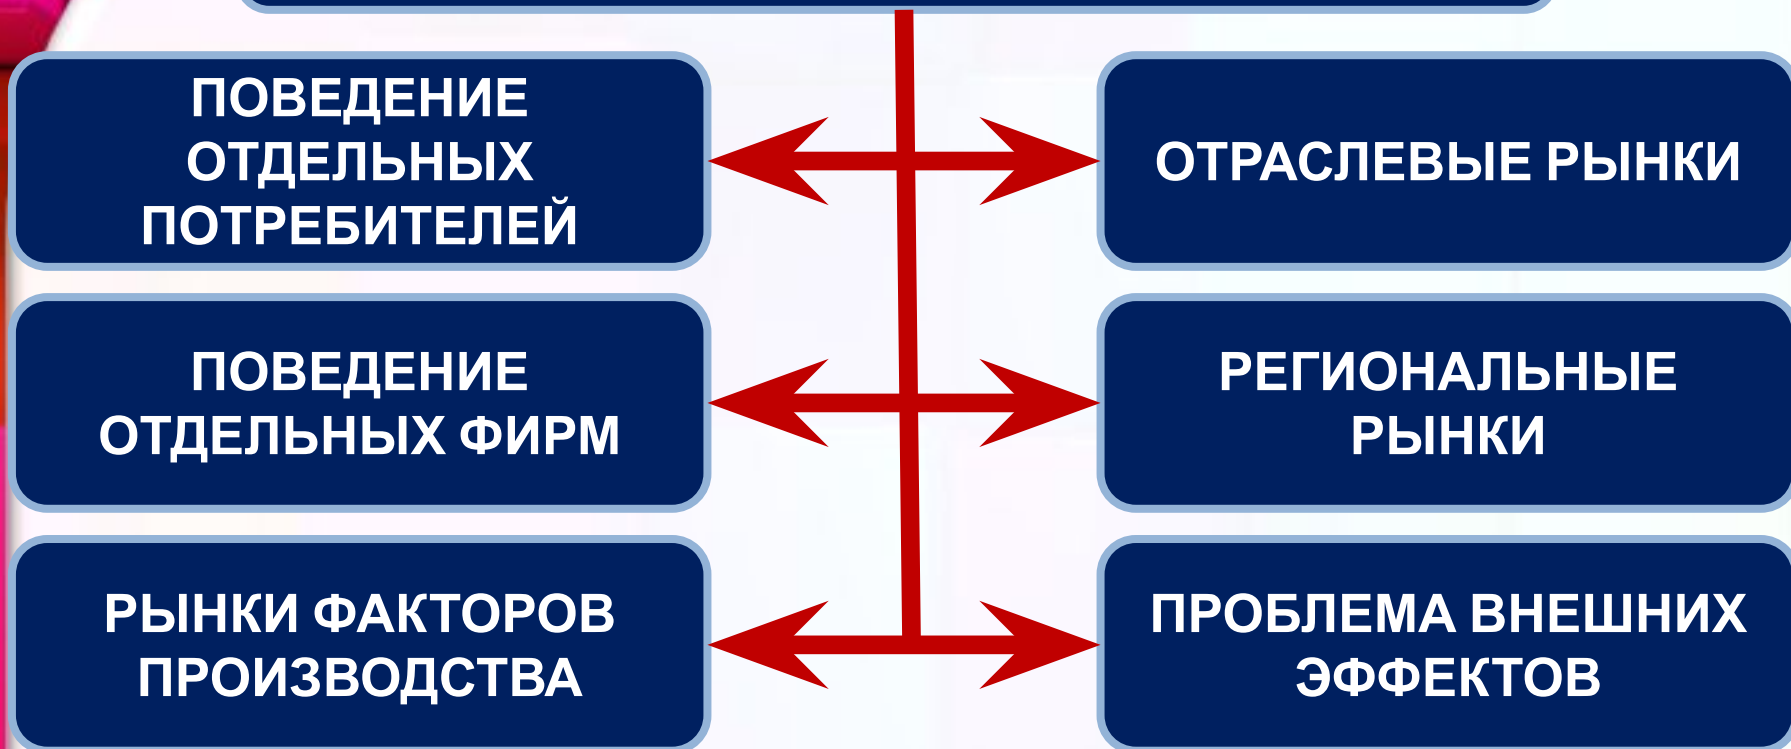 ПОВЕДЕНИЕ
ОТДЕЛЬНЫХ
ПОТРЕБИТЕЛЕЙ
ОТРАСЛЕВЫЕ РЫНКИ
ПОВЕДЕНИЕ
ОТДЕЛЬНЫХ ФИРМ
РЕГИОНАЛЬНЫЕ
РЫНКИ
РЫНКИ ФАКТОРОВ
ПРОИЗВОДСТВА
ПРОБЛЕМА ВНЕШНИХ
ЭФФЕКТОВ